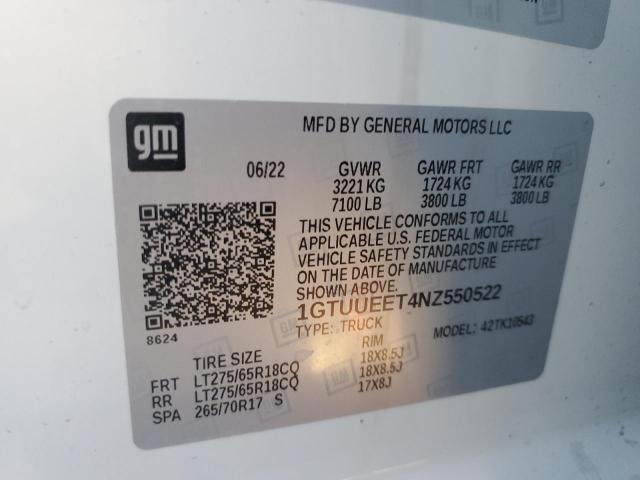 gm
MFD BY GENERAL MOTORS LLC
06/22 GVWR GAWR FRT GAWR RR
3221 KG 1724 KG 1724 KG
7100 LB 3800 LB 3800 LB
THIS VEHICLE CONFORMS TO ALL
APPLICABLE U.S. FEDERAL MOTOR
VEHICLE SAFETY STANDARDS IN EFFECT
ON THE DATE OF MANUFACTURE
SHOWN ABOVE.
1GTUUEET4NZ550522
TYPE: TRUCK MODEL: 42TK10543
8624
TIRE SIZE RIM
FRT LT275/65R18CQ 18X8.5J
RR LT275/65R18CQ 18X8.5J
SPA 265/70R17 S 17X8J